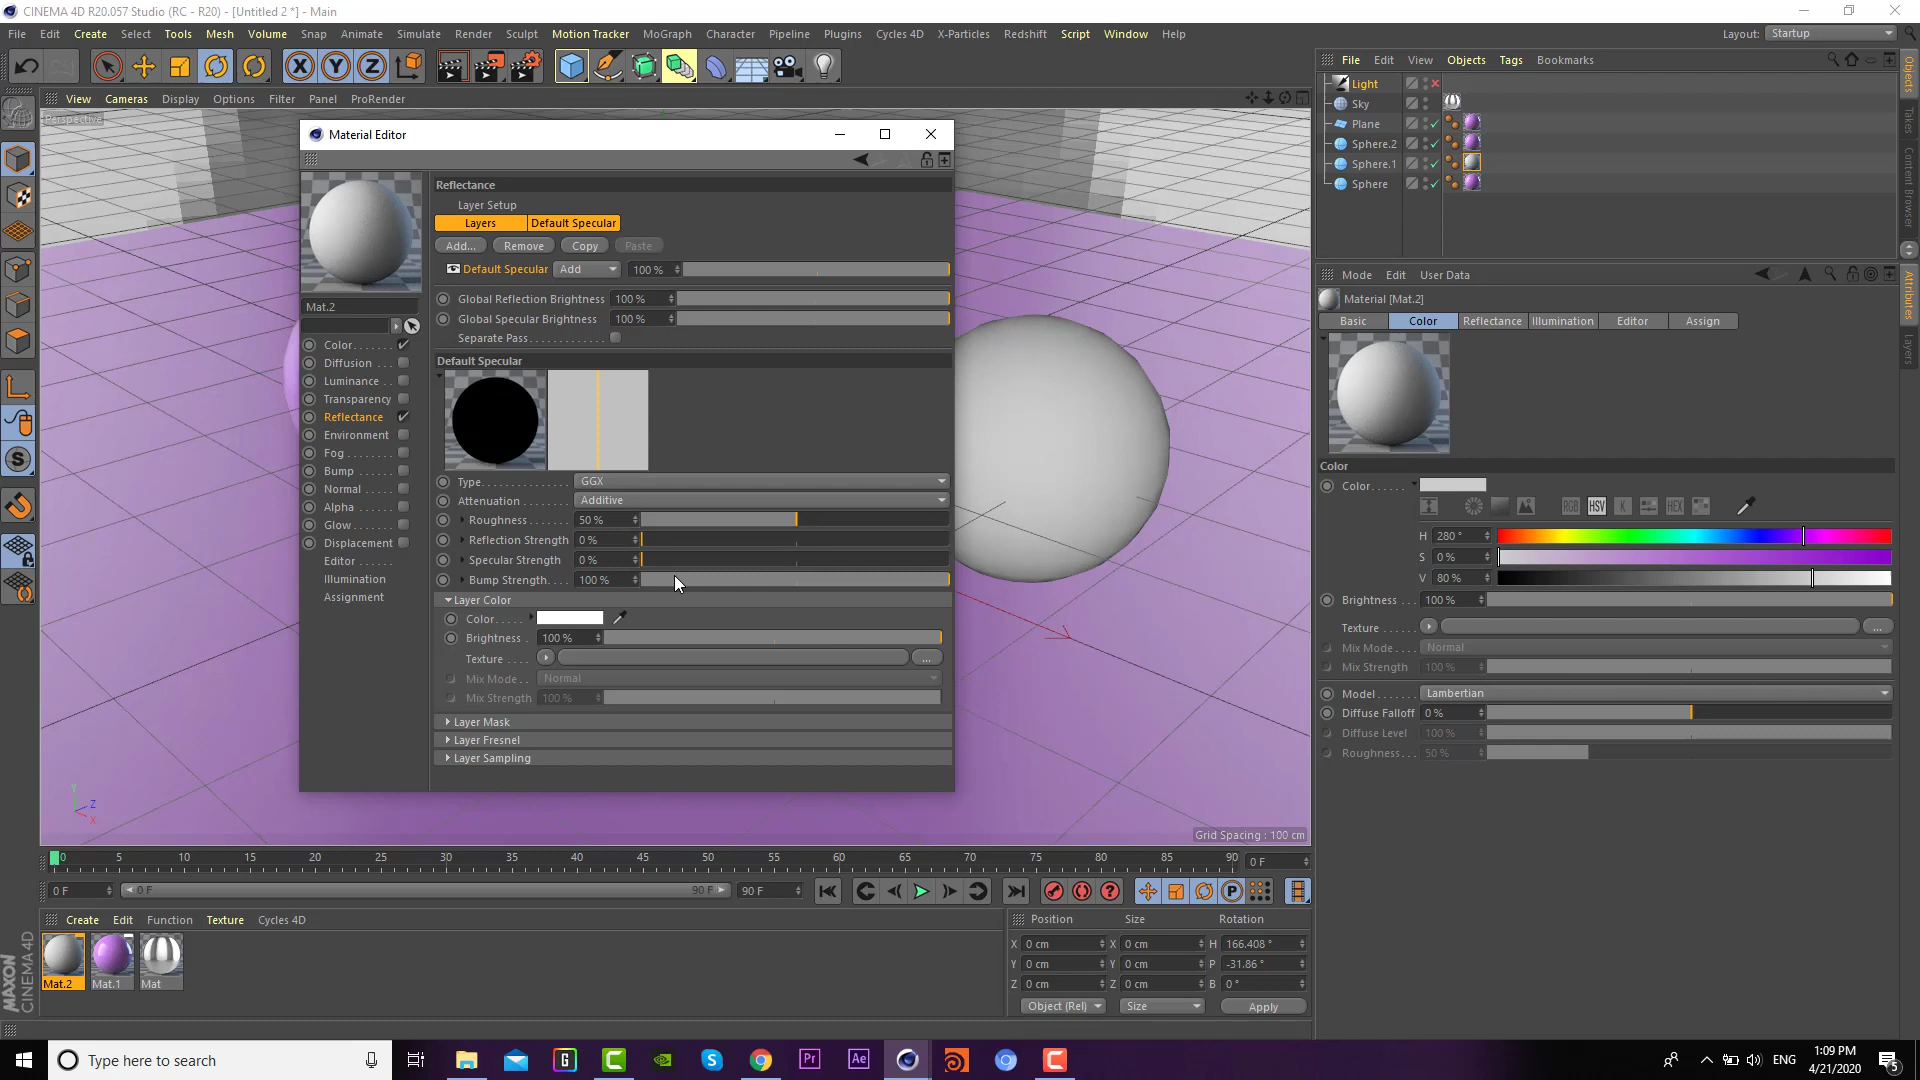 CINEMA 4D R20.057 Studio (RC - R20) - [Untitled 2 *] - Main
File Edit Create Select Tools Mesh Volume Snap Animate Simulate Render Sculpt Motion Tracker MoGraph Character Pipeline Plugins Cycles 4D X-Particles Redshift Script Window Help
Layout: Startup
View Cameras Display Options Filter Panel ProRender
Perspective
Material Editor
Mat.2
Color
Diffusion
Luminance
Transparency
Reflectance
Environment
Fog
Bump
Normal
Alpha
Glow
Displacement
Editor
Illumination
Assignment
Reflectance
Layer Setup
Layers Default Specular
Add... Remove Copy Paste
Default Specular Add 100 %
Global Reflection Brightness 100 %
Global Specular Brightness 100 %
Separate Pass
Default Specular
Type GGX
Attenuation Additive
Roughness 50 %
Reflection Strength 0 %
Specular Strength 0 %
Bump Strength 100 %
Layer Color
Color
Brightness 100 %
Texture ...
Mix Mode Normal
Mix Strength 100 %
Layer Mask
Layer Fresnel
Layer Sampling
Y
Z
X
Grid Spacing : 100 cm
File Edit View Objects Tags Bookmarks
Light
Sky
Plane
Sphere.2
Sphere.1
Sphere
Objects
Takes
Content Browser
Attributes
Layers
Mode Edit User Data
Material [Mat.2]
Basic Color Reflectance Illumination Editor Assign
Color
Color
RGB HSV K HEX
H 280 °
S 0 %
V 80 %
Brightness 100 %
Texture ...
Mix Mode Normal
Mix Strength 100 %
Model Lambertian
Diffuse Falloff 0 %
Diffuse Level 100 %
Roughness 50 %
0 5 10 15 20 25 30 35 40 45 50 55 60 65 70 75 80 85 90 0 F
0 F 0 F 90 F 90 F
Create Edit Function Texture Cycles 4D
Mat.2 Mat.1 Mat
MAXON CINEMA 4D
Position Size Rotation
X 0 cm X 0 cm H 166.408 °
Y 0 cm Y 0 cm P -31.86 °
Z 0 cm Z 0 cm B 0 °
Object (Rel) Size Apply
Type here to search
ENG
1:09 PM
4/21/2020
5